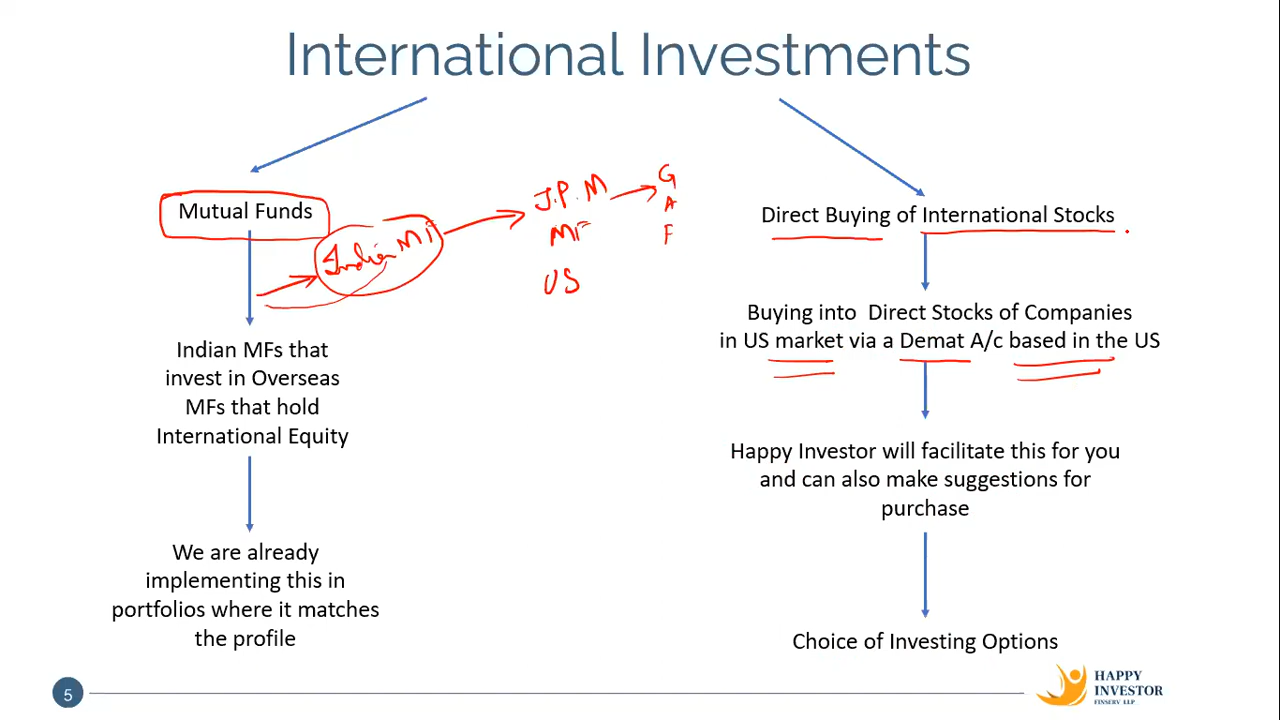 International Investments
Mutual Funds
Indian MF
J.P.M
MF
US
G
A
F
Indian MFs that
invest in Overseas
MFs that hold
International Equity
We are already
implementing this in
portfolios where it matches
the profile
Direct Buying of International Stocks
Buying into Direct Stocks of Companies
in US market via a Demat A/c based in the US
Happy Investor will facilitate this for you
and can also make suggestions for
purchase
Choice of Investing Options
5
HAPPY
INVESTOR
FINSERV LLP